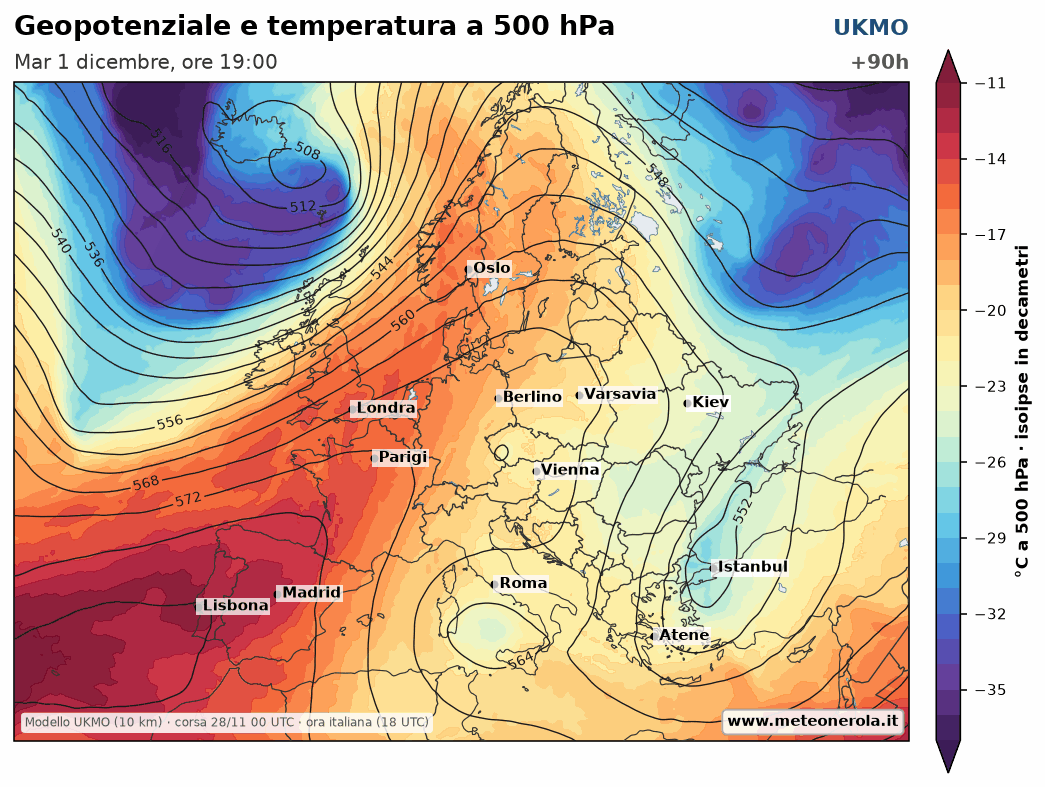 Geopotenziale e temperatura a 500 hPa
UKMO
Mar 1 dicembre, ore 19:00
+90h
516
508
512
540
536
548
544
560
556
568
572
552
564
Oslo
Berlino
Varsavia
Kiev
Londra
Parigi
Vienna
Istanbul
Roma
Madrid
Lisbona
Atene
−11
−14
−17
−20
−23
−26
−29
−32
−35
°C a 500 hPa · isoipse in decametri
Modello UKMO (10 km) · corsa 28/11 00 UTC · ora italiana (18 UTC)
www.meteonerola.it